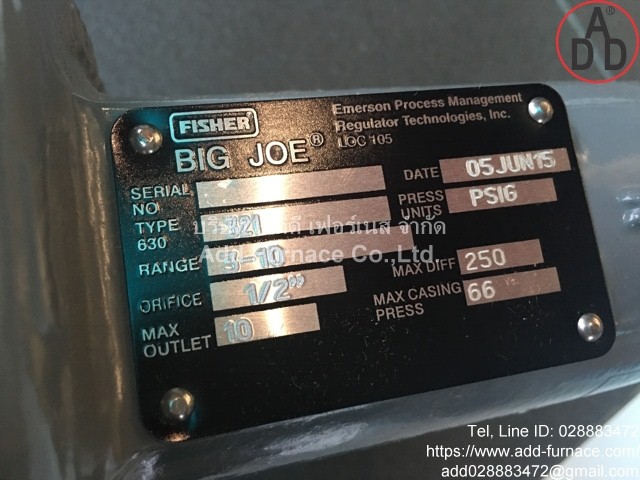 ADD
FISHER
BIG JOE®
Emerson Process Management
Regulator Technologies, Inc.
LOC 105
SERIAL NO
DATE 05JUN15
TYPE 630
PRESS UNITS PSIG
RANGE
ORIFICE 1/2"
MAX OUTLET 10
MAX DIFF 250
MAX CASING PRESS 66
บริษัท เอดีดี เฟอร์เนส จำกัด
Add-Furnace Co.,Ltd.
Tel, Line ID: 028883472
https://www.add-furnace.com/
add028883472@gmail.com